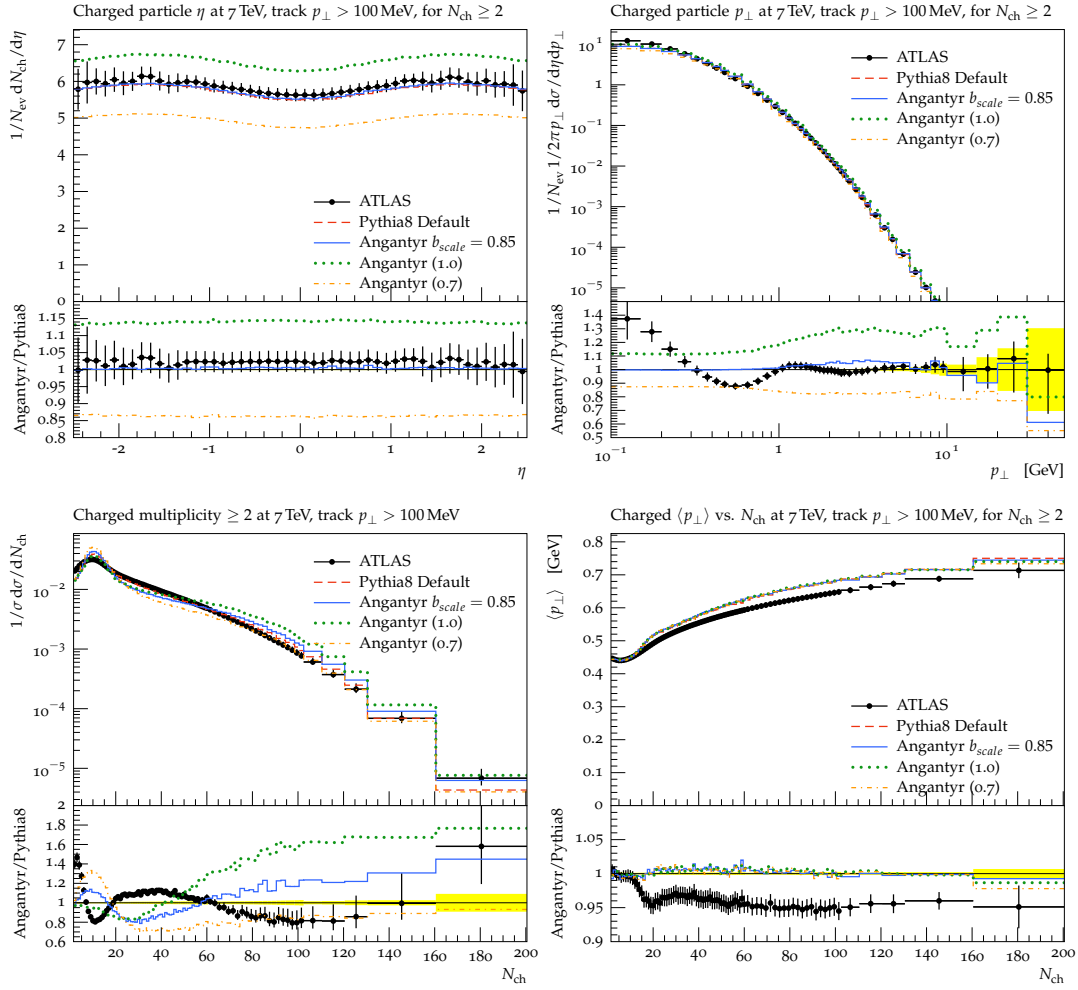 Charged particle η at 7 TeV, track p⊥ > 100 MeV, for Nch ≥ 2
1/Nev dNch/dη
7
6
5
4
3
2
1
0
ATLAS
Pythia8 Default
Angantyr bscale = 0.85
Angantyr (1.0)
Angantyr (0.7)
Angantyr/Pythia8
1.15
1.1
1.05
1.0
0.95
0.9
0.85
0.8
-2 -1 0 1 2
η
Charged particle p⊥ at 7 TeV, track p⊥ > 100 MeV, for Nch ≥ 2
1/Nev 1/2πp⊥ dσ/dηdp⊥
10^1
1
10^−1
10^−2
10^−3
10^−4
10^−5
ATLAS
Pythia8 Default
Angantyr bscale = 0.85
Angantyr (1.0)
Angantyr (0.7)
Angantyr/Pythia8
1.4
1.3
1.2
1.1
1.0
0.9
0.8
0.7
0.6
0.5
10^−1 1 10^1
p⊥ [GeV]
Charged multiplicity ≥ 2 at 7 TeV, track p⊥ > 100 MeV
1/σ dσ/dNch
10^−2
10^−3
10^−4
10^−5
ATLAS
Pythia8 Default
Angantyr bscale = 0.85
Angantyr (1.0)
Angantyr (0.7)
Angantyr/Pythia8
2
1.8
1.6
1.4
1.2
1.0
0.8
0.6
20 40 60 80 100 120 140 160 180 200
Nch
Charged ⟨p⊥⟩ vs. Nch at 7 TeV, track p⊥ > 100 MeV, for Nch ≥ 2
⟨p⊥⟩ [GeV]
0.8
0.7
0.6
0.5
0.4
0.3
0.2
0.1
0
ATLAS
Pythia8 Default
Angantyr bscale = 0.85
Angantyr (1.0)
Angantyr (0.7)
Angantyr/Pythia8
1.05
1.0
0.95
0.9
20 40 60 80 100 120 140 160 180 200
Nch